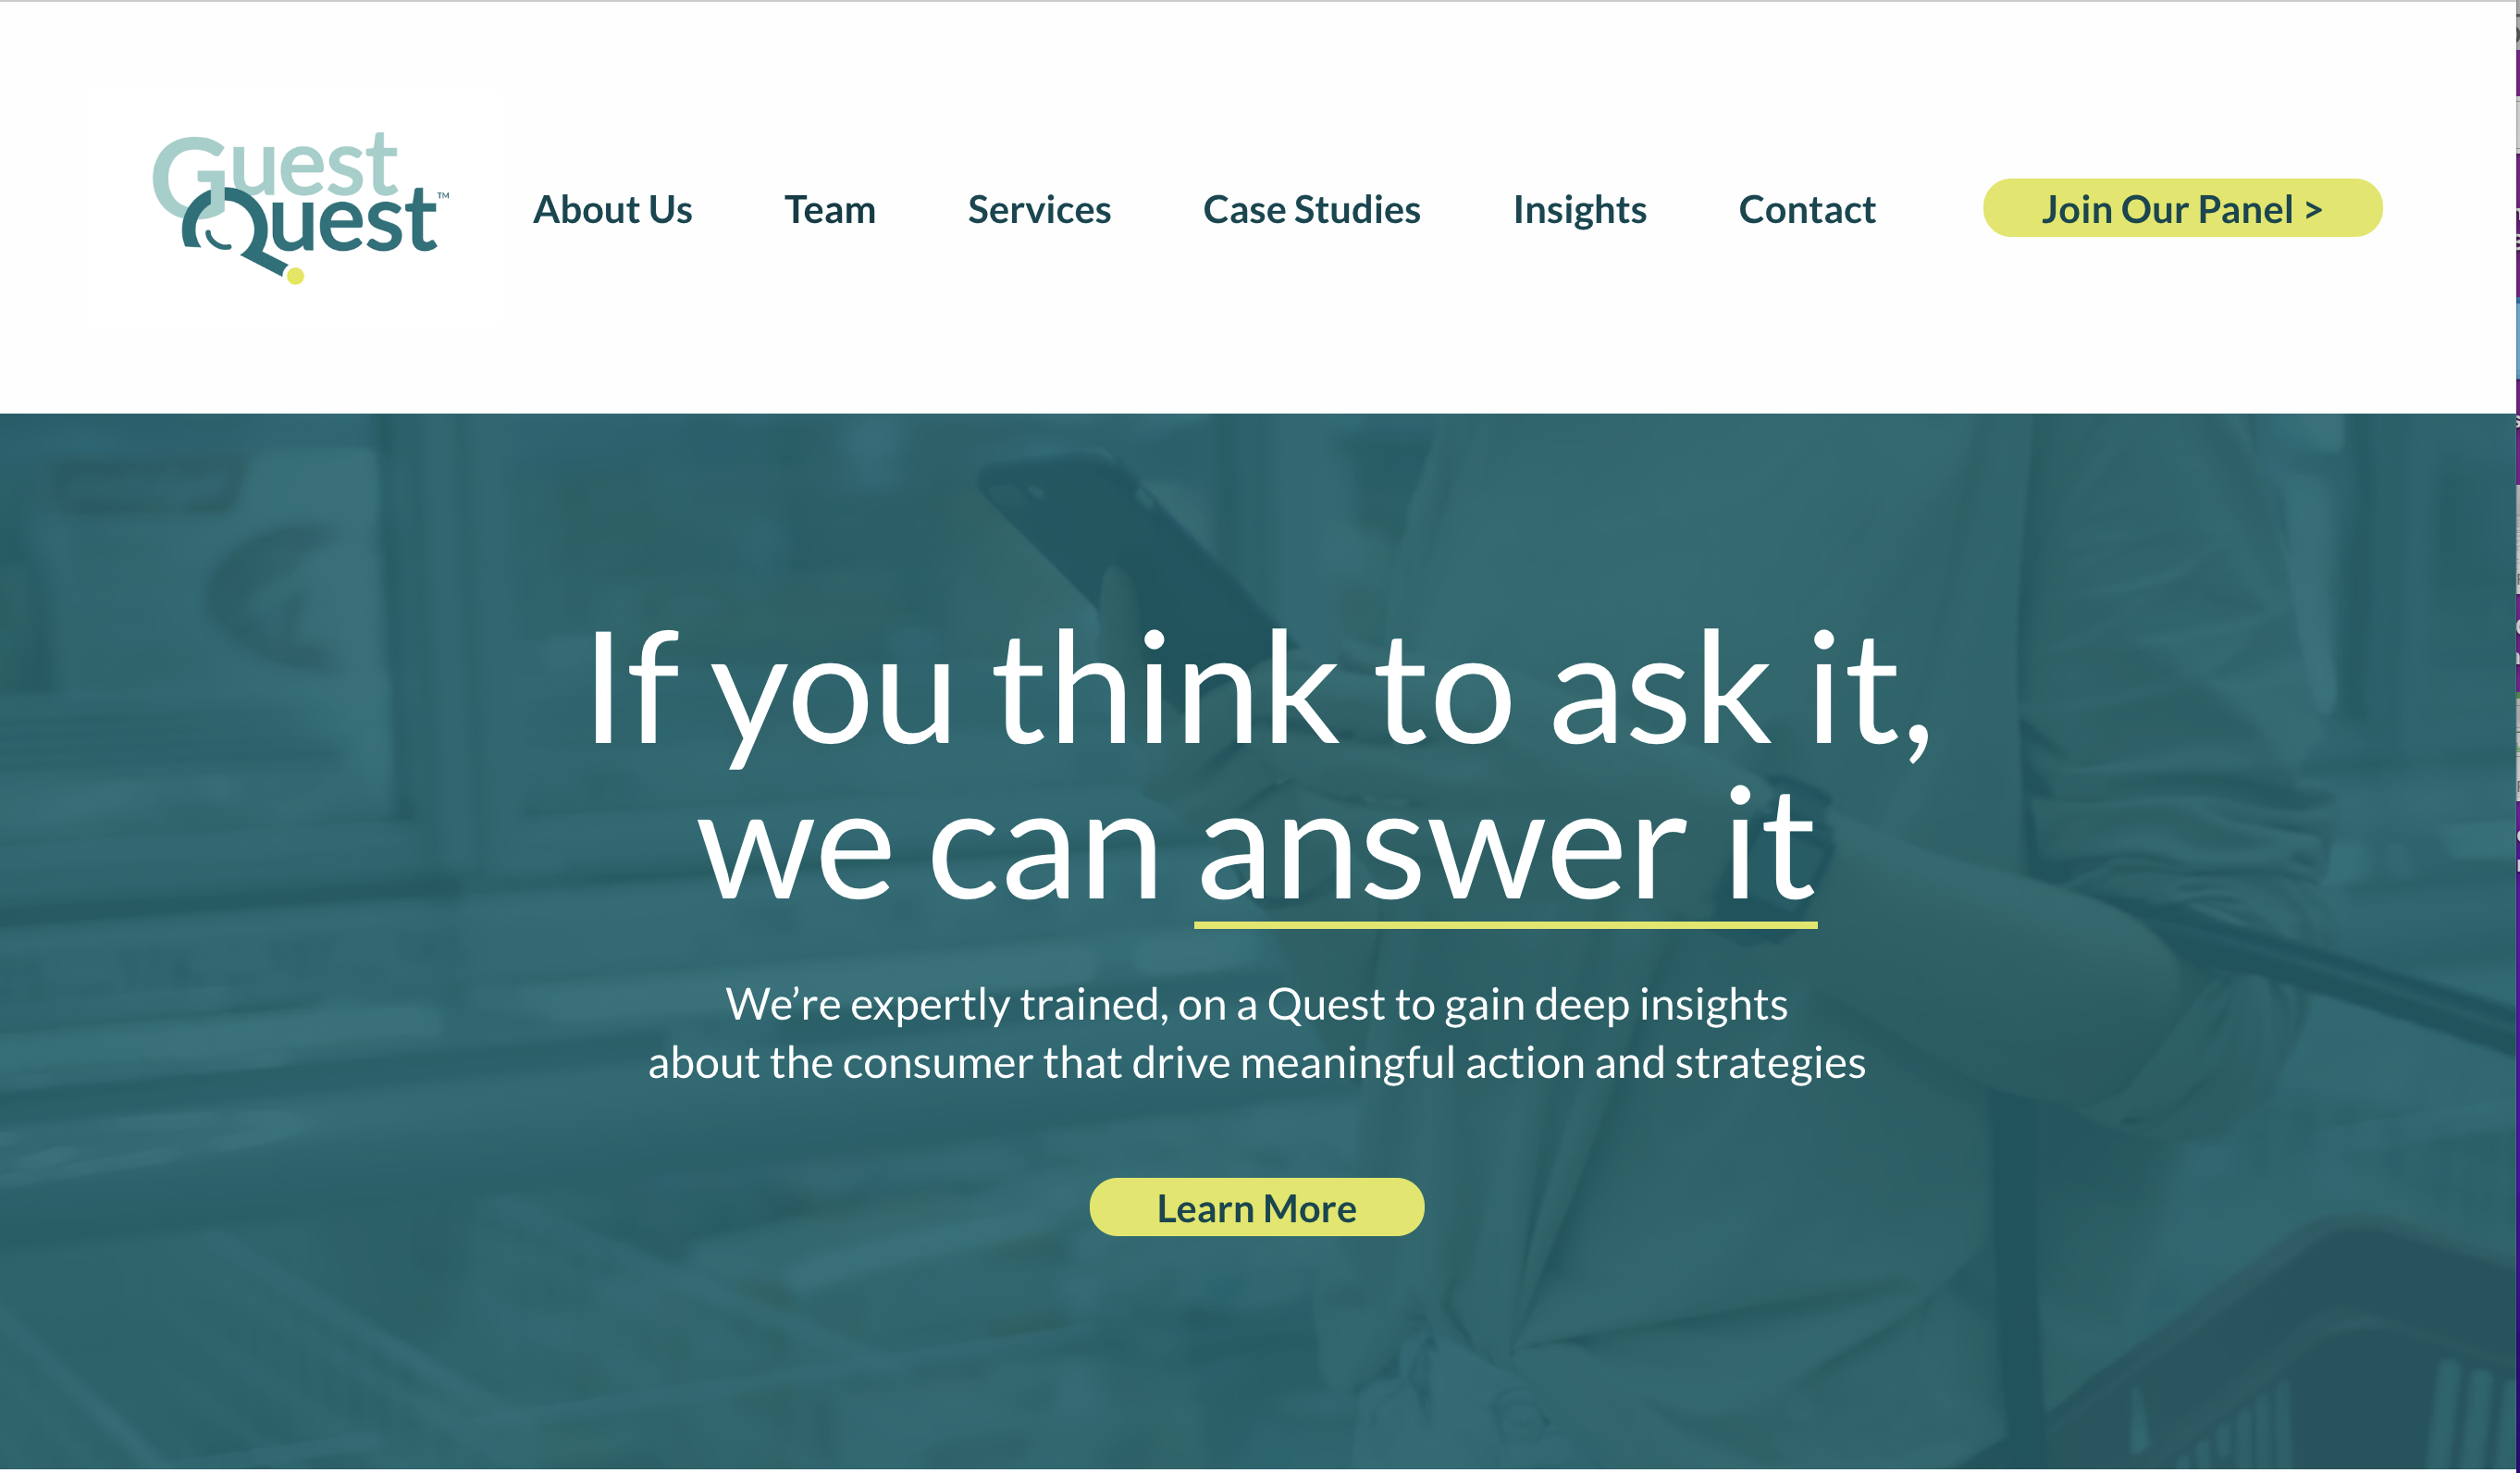 Guest
Quest™
About Us
Team
Services
Case Studies
Insights
Contact
Join Our Panel >
If you think to ask it,
we can answer it
We’re expertly trained, on a Quest to gain deep insights
about the consumer that drive meaningful action and strategies
Learn More